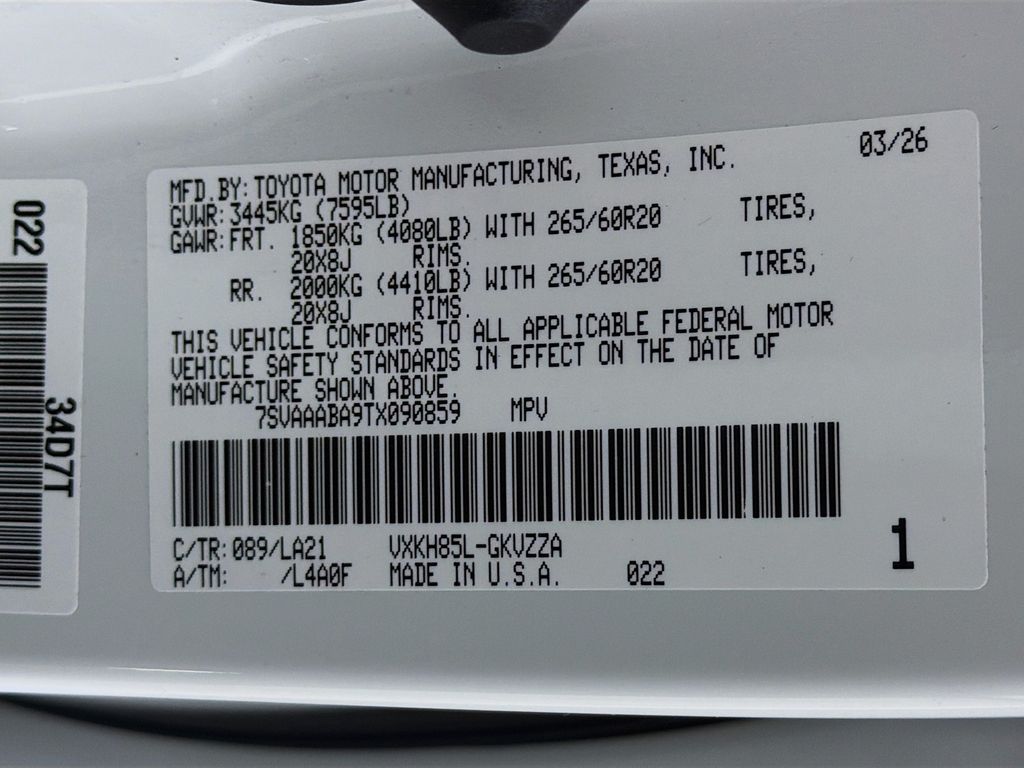 MFD.BY: TOYOTA MOTOR MANUFACTURING, TEXAS, INC. 03/26
GVWR: 3445KG (7595LB)
GAWR: FRT. 1850KG (4080LB) WITH 265/60R20 TIRES,
20X8J RIMS.
RR. 2000KG (4410LB) WITH 265/60R20 TIRES,
20X8J RIMS.
THIS VEHICLE CONFORMS TO ALL APPLICABLE FEDERAL MOTOR
VEHICLE SAFETY STANDARDS IN EFFECT ON THE DATE OF
MANUFACTURE SHOWN ABOVE.
7SVAAABA9TX090859 MPV
C/TR: 089/LA21 VXKH85L-GKVZZA
A/TM: /L4A0F MADE IN U.S.A. 022
1
022
34D7T